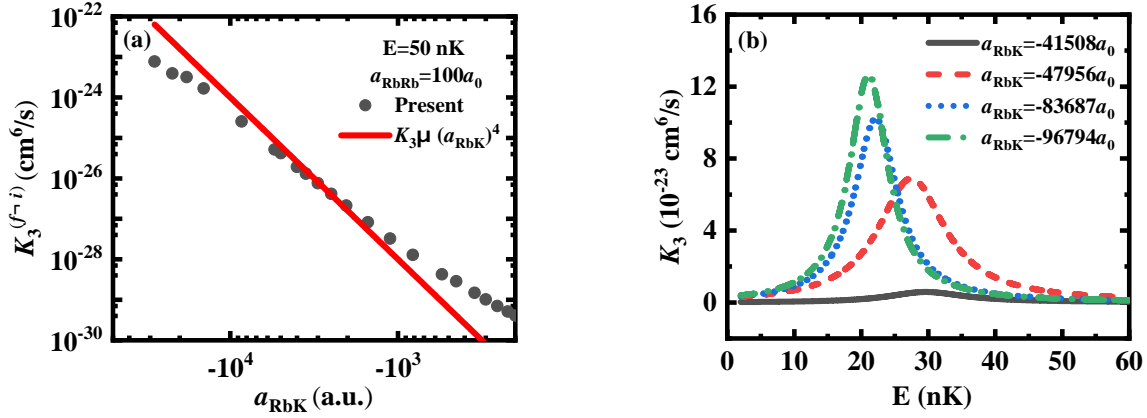 (a)
E=50 nK
a_RbRb=100a_0
Present
K_3μ (a_RbK)^4
K_3^(f← i) (cm^6/s)
10^-22
10^-24
10^-26
10^-28
10^-30
-10^4
-10^3
a_RbK (a.u.)
(b)
a_RbK=-41508a_0
a_RbK=-47956a_0
a_RbK=-83687a_0
a_RbK=-96794a_0
K_3 (10^-23 cm^6/s)
16
12
8
4
0
0 10 20 30 40 50 60
E (nK)